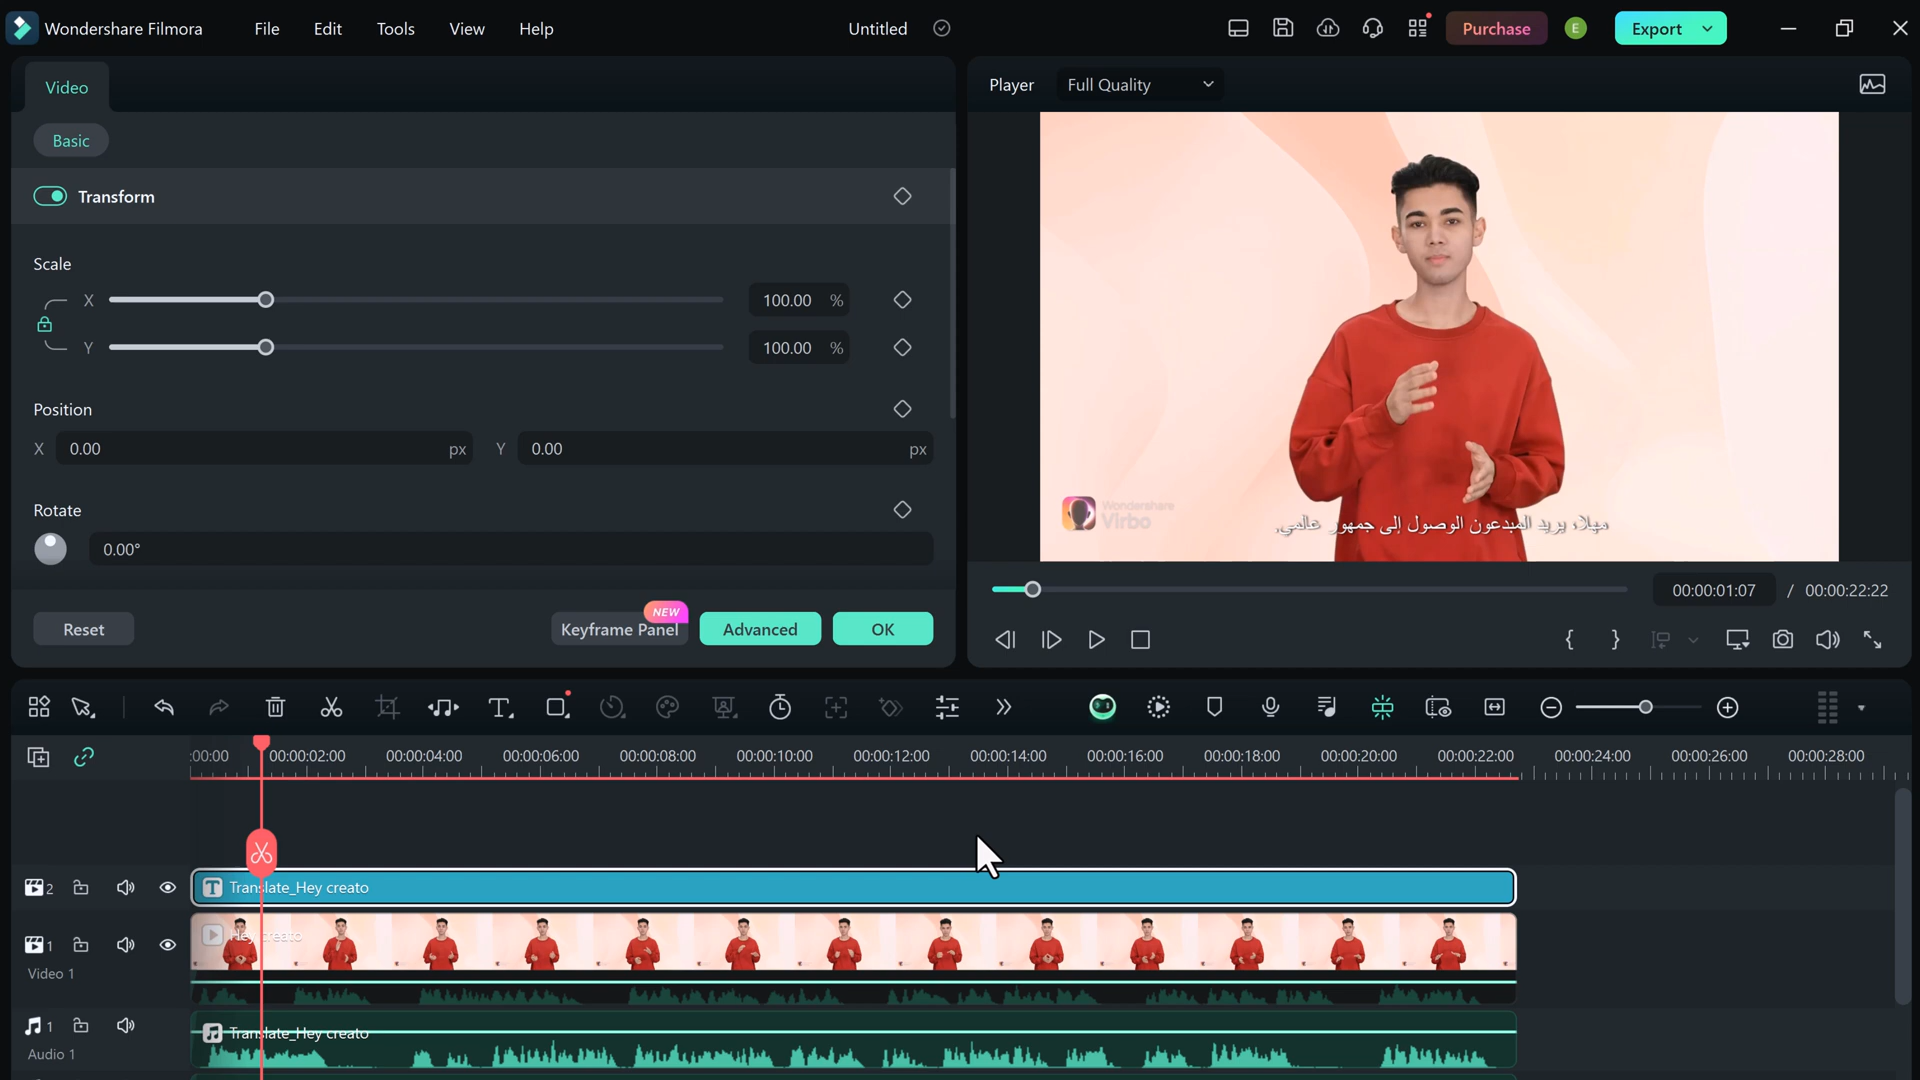 Wondershare Filmora File Edit Tools View Help Untitled Purchase E Export
Video
Basic
Transform
Scale
X 100.00 %
Y 100.00 %
Position
X 0.00 px Y 0.00 px
Rotate
0.00°
Reset Keyframe Panel NEW Advanced OK
Player Full Quality
Wondershare
Virbo
مهلا، يريد المبدعون الوصول إلى جمهور عالمي.
00:00:01:07 / 00:00:22:22
{ }
:00:00 00:00:02:00 00:00:04:00 00:00:06:00 00:00:08:00 00:00:10:00 00:00:12:00 00:00:14:00 00:00:16:00 00:00:18:00 00:00:20:00 00:00:22:00 00:00:24:00 00:00:26:00 00:00:28:00
2 Translate_Hey creato
1 Hey creato
Video 1
1 Translate_Hey creato
Audio 1